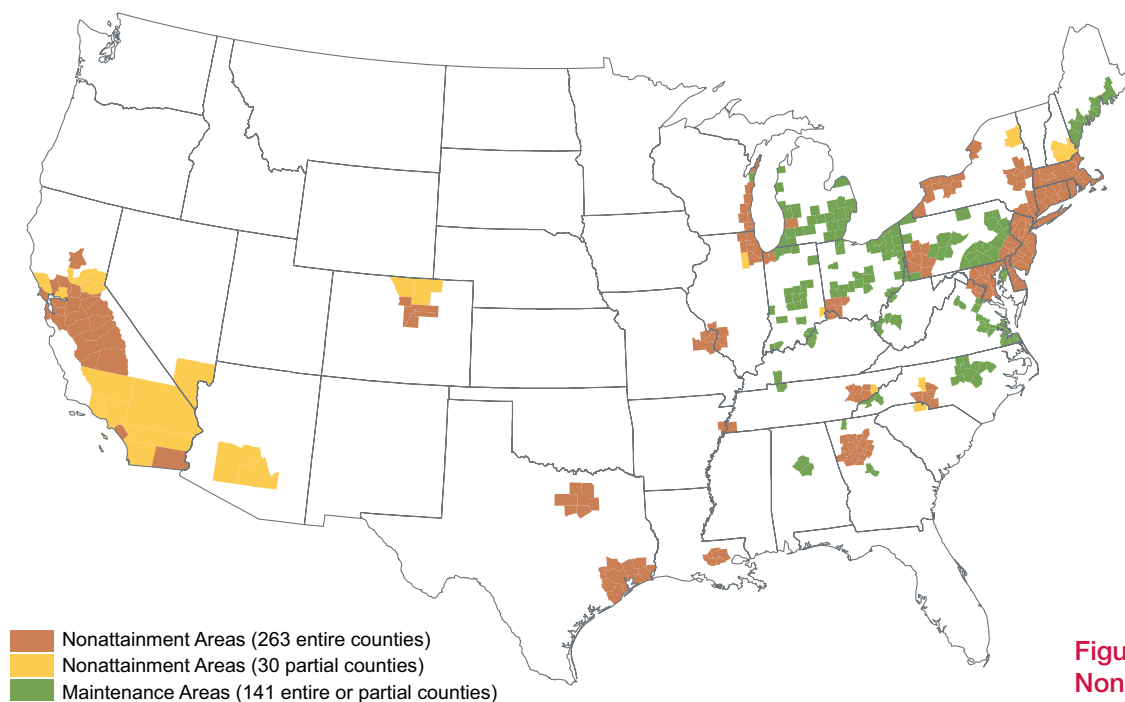 Nonattainment Areas (263 entire counties)
Nonattainment Areas (30 partial counties)
Maintenance Areas (141 entire or partial counties)
Figu
Non